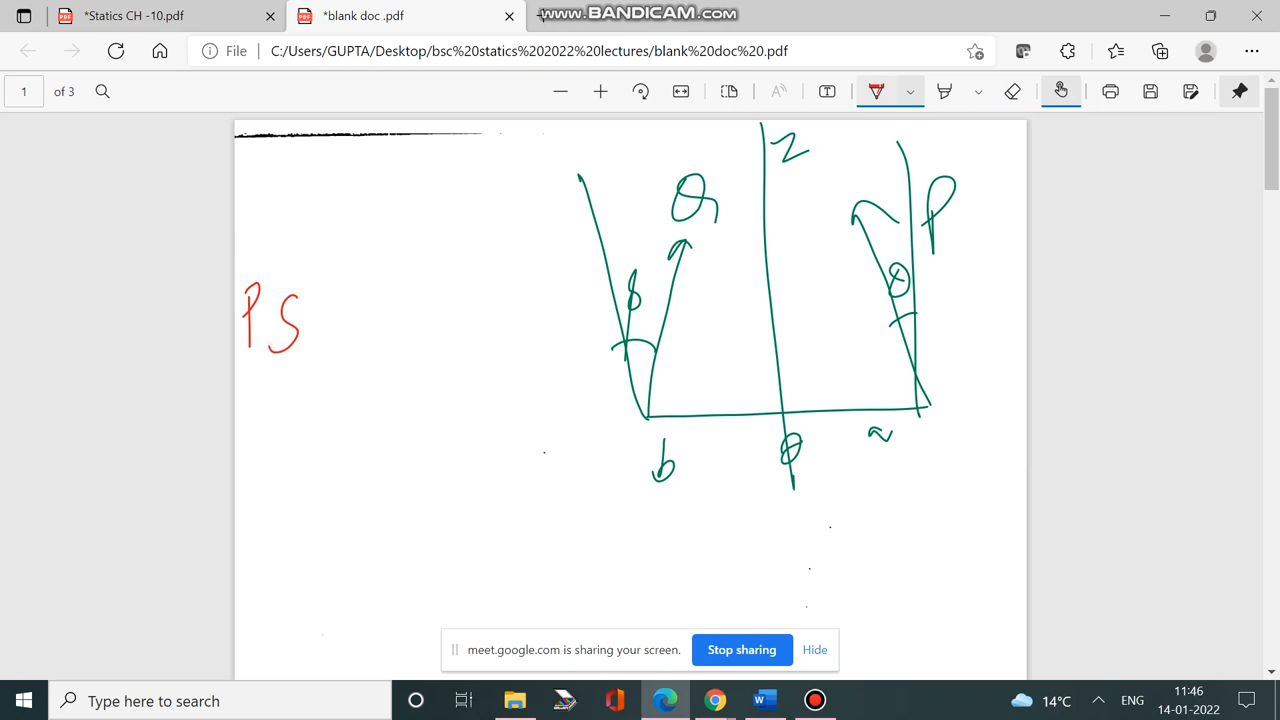 *Statics CH -10.pdf
*blank doc .pdf
www.BANDICAM.com
File C:/Users/GUPTA/Desktop/bsc%20statics%202022%20lectures/blank%20doc%20.pdf
1 of 3
Z
Q
P
θ
PS
b
meet.google.com is sharing your screen. Stop sharing Hide
Type here to search
14°C ENG 11:46
14-01-2022